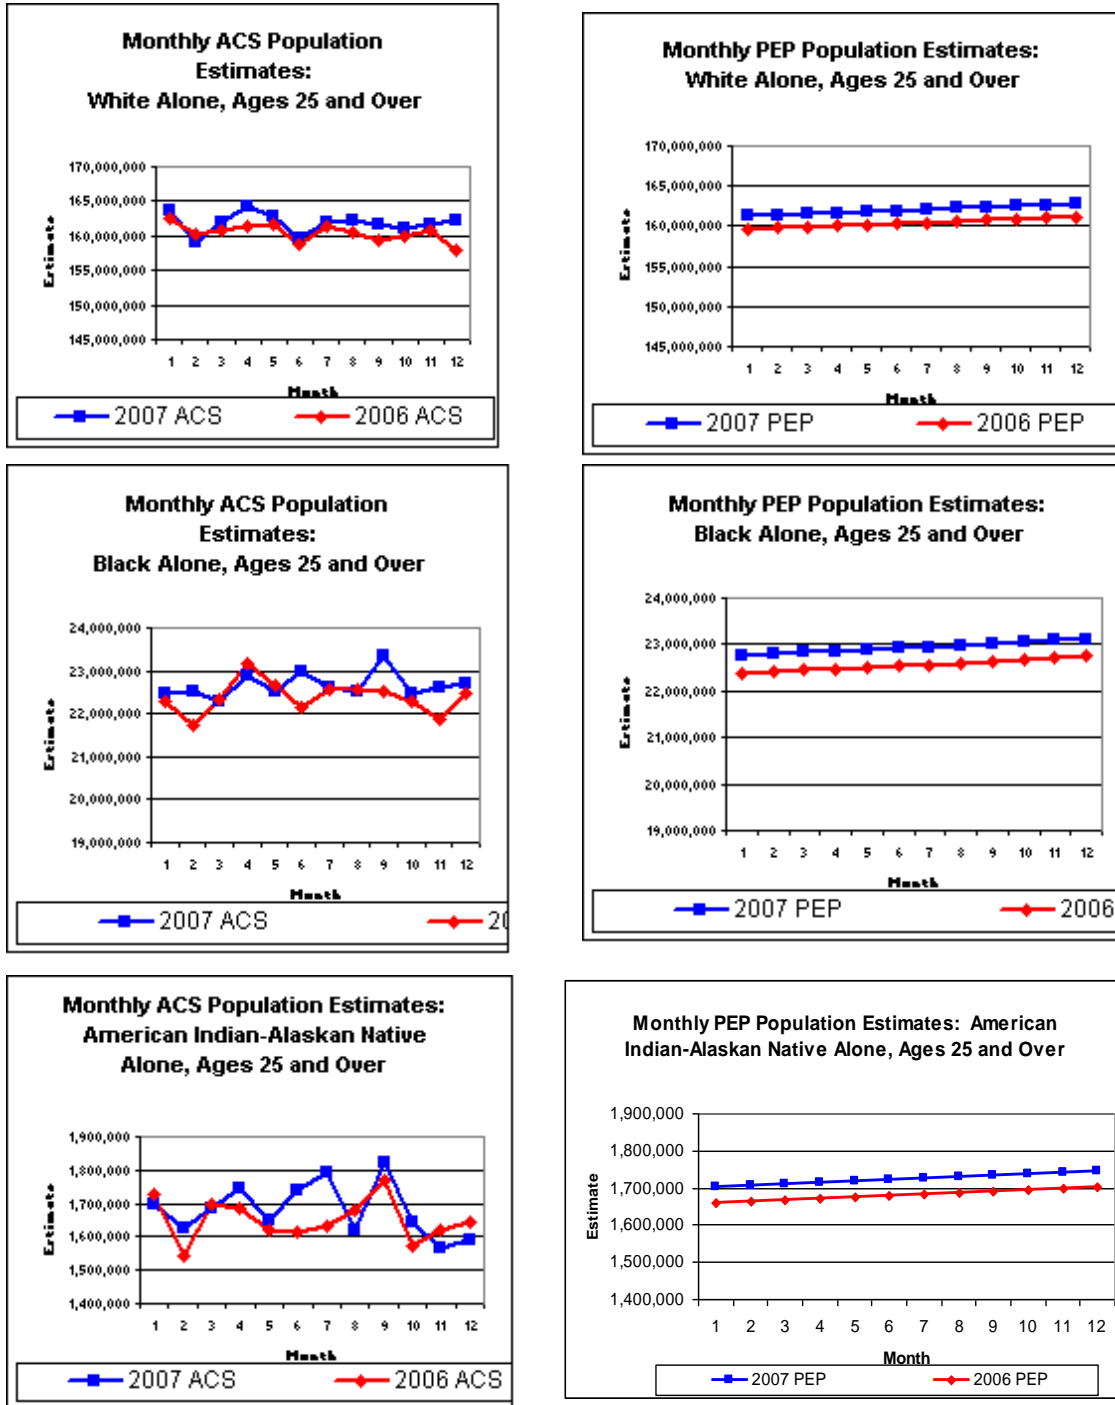 Monthly ACS Population
Estimates:
White Alone, Ages 25 and Over
170,000,000
165,000,000
160,000,000
155,000,000
150,000,000
145,000,000
Estimate
1 2 3 4 5 6 7 8 9 10 11 12
Month
2007 ACS 2006 ACS
Monthly PEP Population Estimates:
White Alone, Ages 25 and Over
170,000,000
165,000,000
160,000,000
155,000,000
150,000,000
145,000,000
Estimate
1 2 3 4 5 6 7 8 9 10 11 12
Month
2007 PEP 2006 PEP
Monthly ACS Population
Estimates:
Black Alone, Ages 25 and Over
24,000,000
23,000,000
22,000,000
21,000,000
20,000,000
19,000,000
Estimate
1 2 3 4 5 6 7 8 9 10 11 12
Month
2007 ACS 20
Monthly PEP Population Estimates:
Black Alone, Ages 25 and Over
24,000,000
23,000,000
22,000,000
21,000,000
20,000,000
19,000,000
Estimate
1 2 3 4 5 6 7 8 9 10 11 12
Month
2007 PEP 2006
Monthly ACS Population Estimates:
American Indian-Alaskan Native
Alone, Ages 25 and Over
1,900,000
1,800,000
1,700,000
1,600,000
1,500,000
1,400,000
Estimate
1 2 3 4 5 6 7 8 9 10 11 12
Month
2007 ACS 2006 ACS
Monthly PEP Population Estimates: American
Indian-Alaskan Native Alone, Ages 25 and Over
1,900,000
1,800,000
1,700,000
1,600,000
1,500,000
1,400,000
Estimate
1 2 3 4 5 6 7 8 9 10 11 12
Month
2007 PEP 2006 PEP